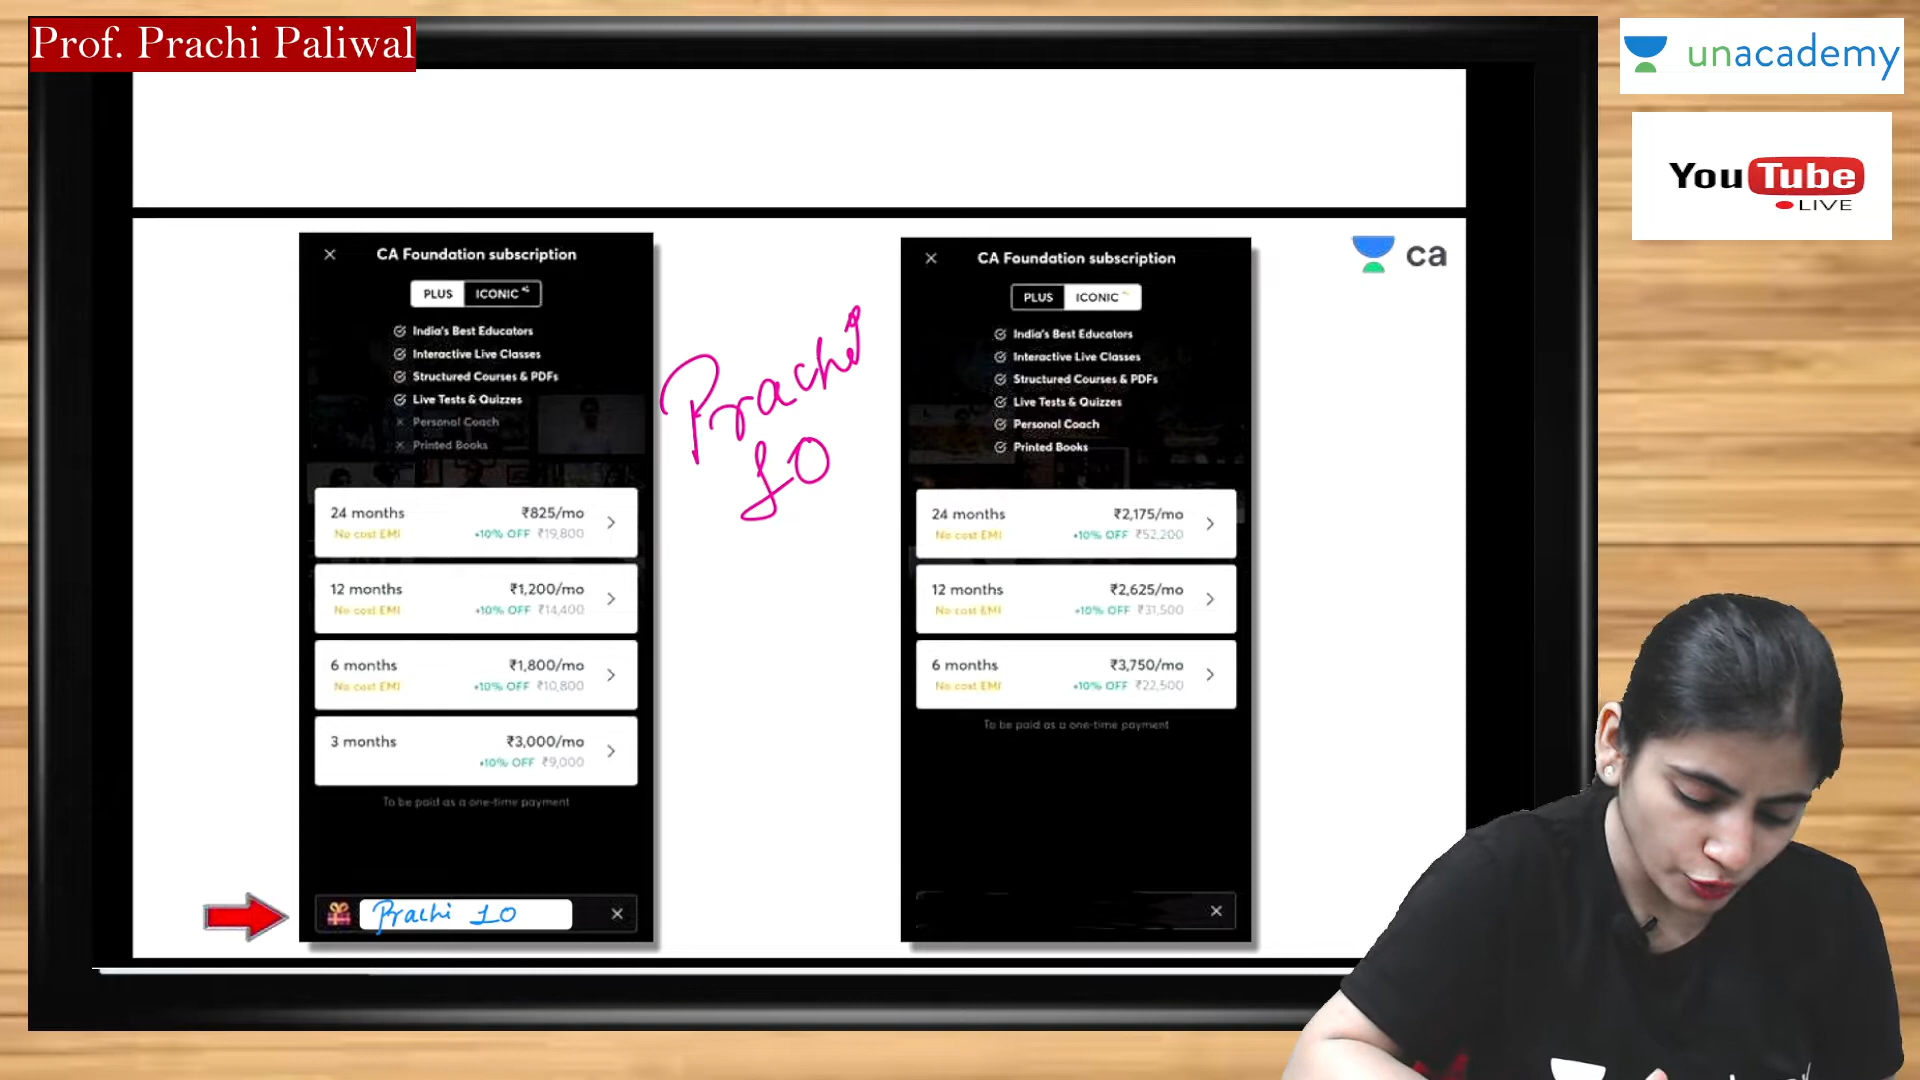 Prof. Prachi Paliwal
unacademy
YouTube
LIVE
CA Foundation subscription
PLUS ICONIC
India's Best Educators
Interactive Live Classes
Structured Courses & PDFs
Live Tests & Quizzes
Personal Coach
Printed Books
24 months ₹825/mo
No cost EMI +10% OFF ₹19,800
12 months ₹1,200/mo
No cost EMI +10% OFF ₹14,400
6 months ₹1,800/mo
No cost EMI +10% OFF ₹10,800
3 months ₹3,000/mo
+10% OFF ₹9,000
To be paid as a one-time payment
Prachi 10
Prachi
10
CA Foundation subscription
PLUS ICONIC
India's Best Educators
Interactive Live Classes
Structured Courses & PDFs
Live Tests & Quizzes
Personal Coach
Printed Books
24 months ₹2,175/mo
No cost EMI +10% OFF ₹52,200
12 months ₹2,625/mo
No cost EMI +10% OFF ₹31,500
6 months ₹3,750/mo
No cost EMI +10% OFF ₹22,500
To be paid as a one-time payment
ca